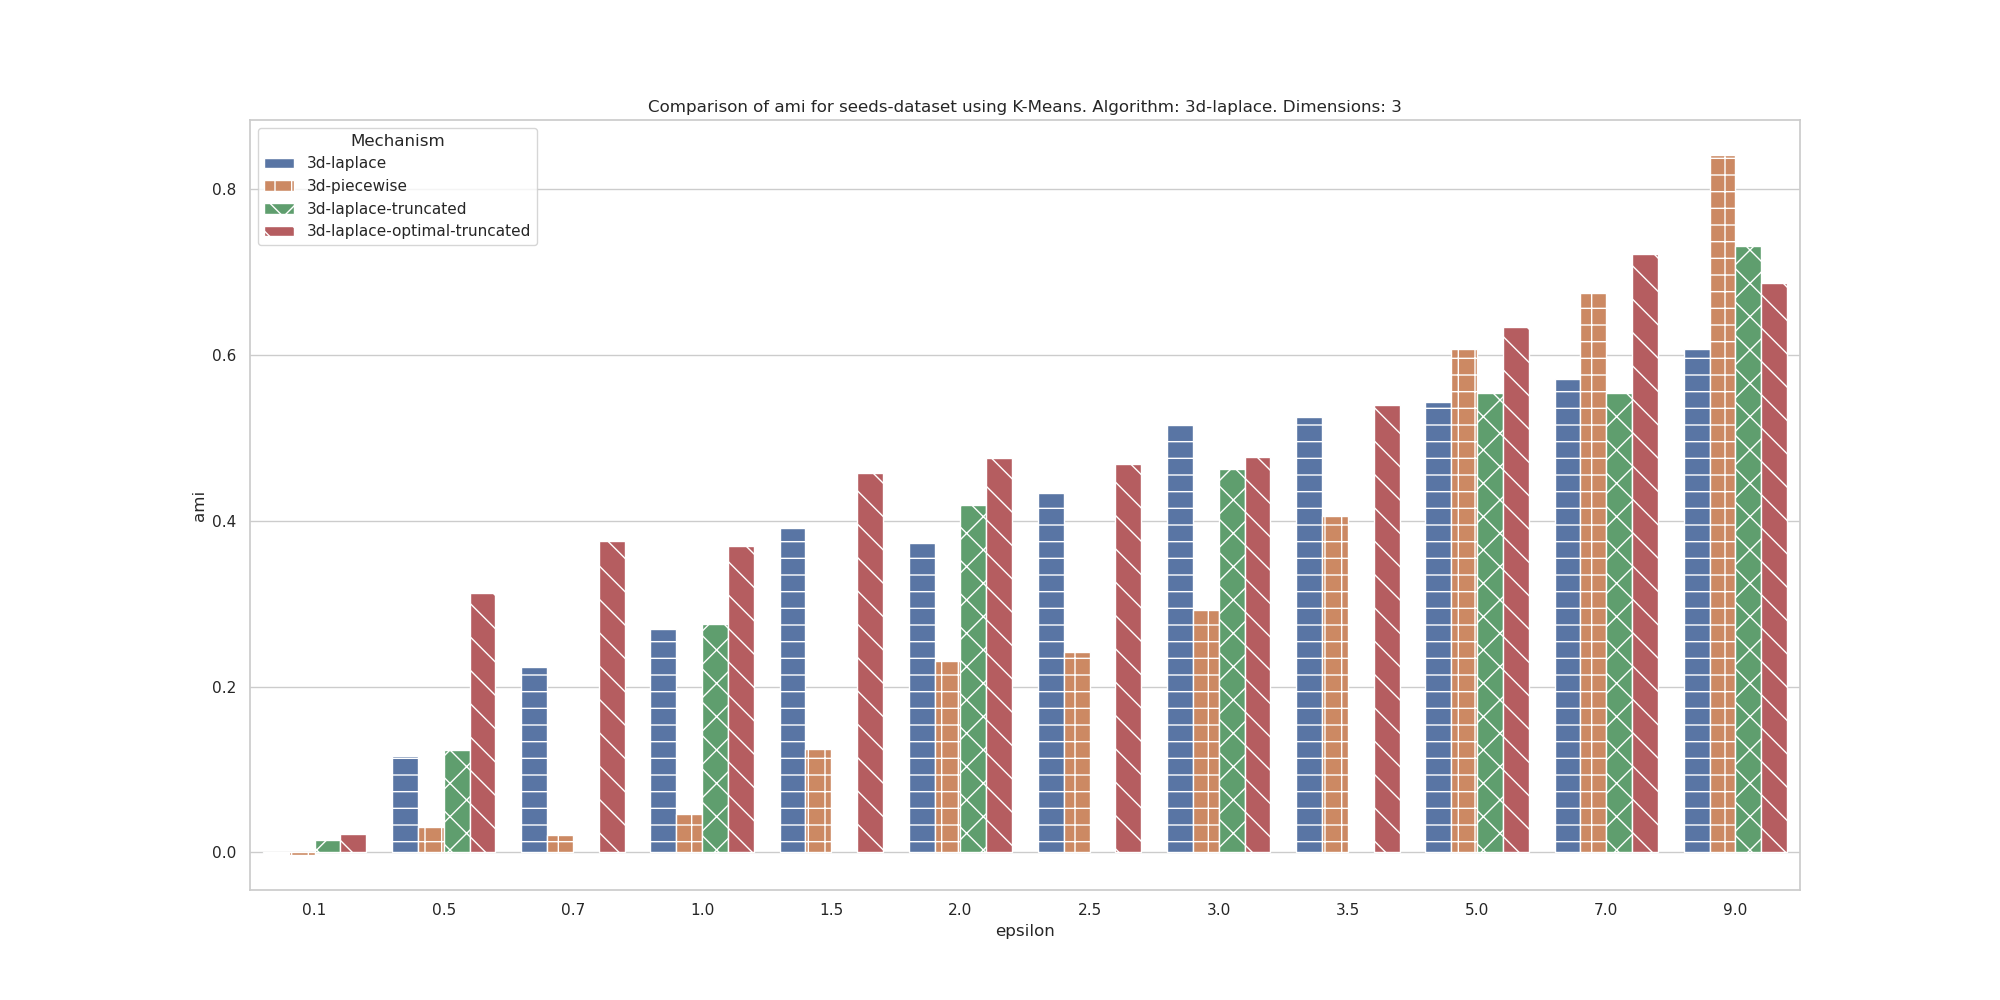 Comparison of ami for seeds-dataset using K-Means. Algorithm: 3d-laplace. Dimensions: 3
Mechanism
3d-laplace
3d-piecewise
3d-laplace-truncated
3d-laplace-optimal-truncated
0.8
0.6
0.4
0.2
0.0
ami
0.1 0.5 0.7 1.0 1.5 2.0 2.5 3.0 3.5 5.0 7.0 9.0
epsilon